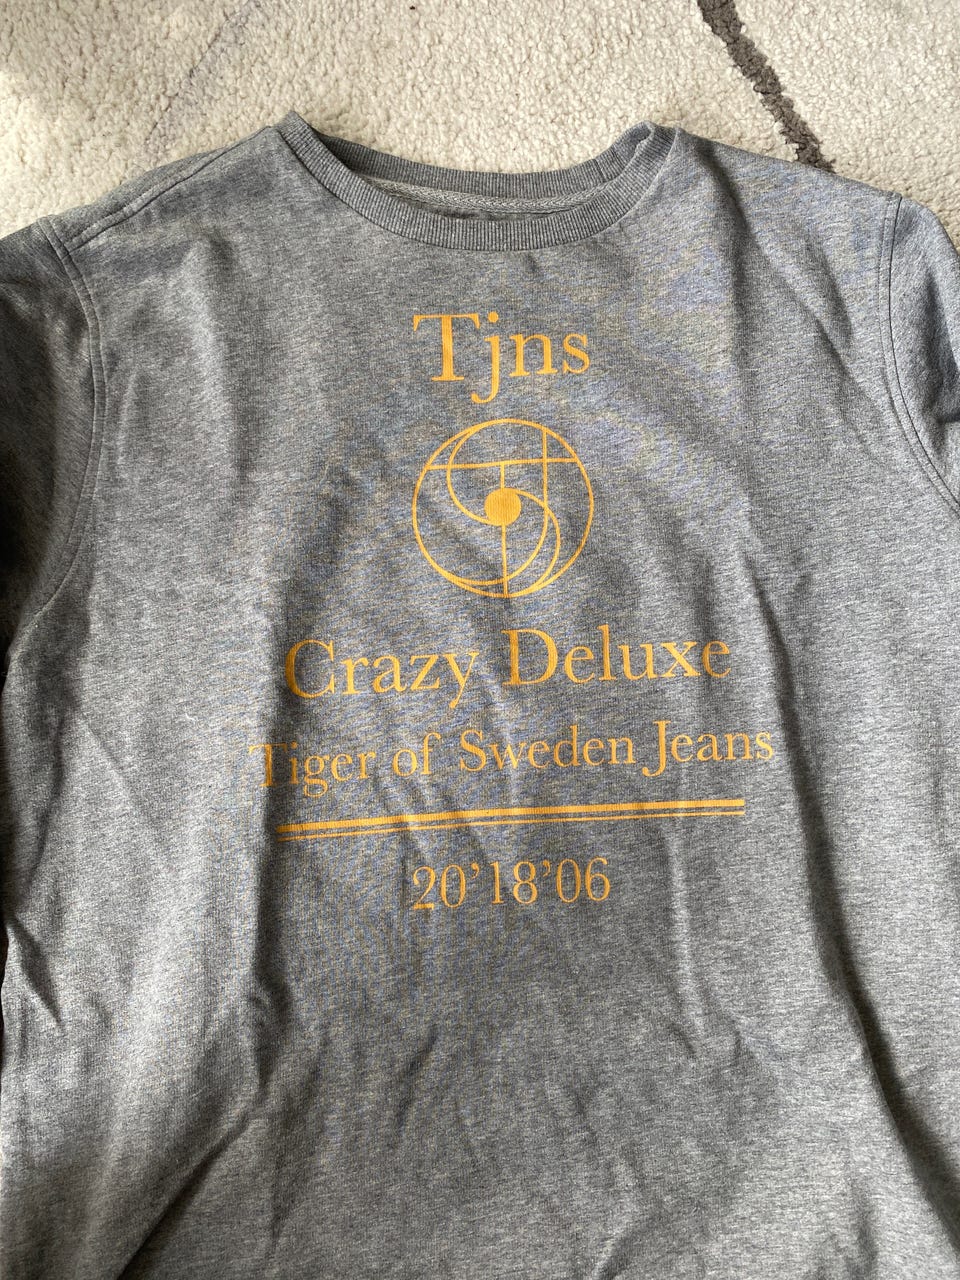 Tjns
Crazy Deluxe
Tiger of Sweden Jeans
20’18’06